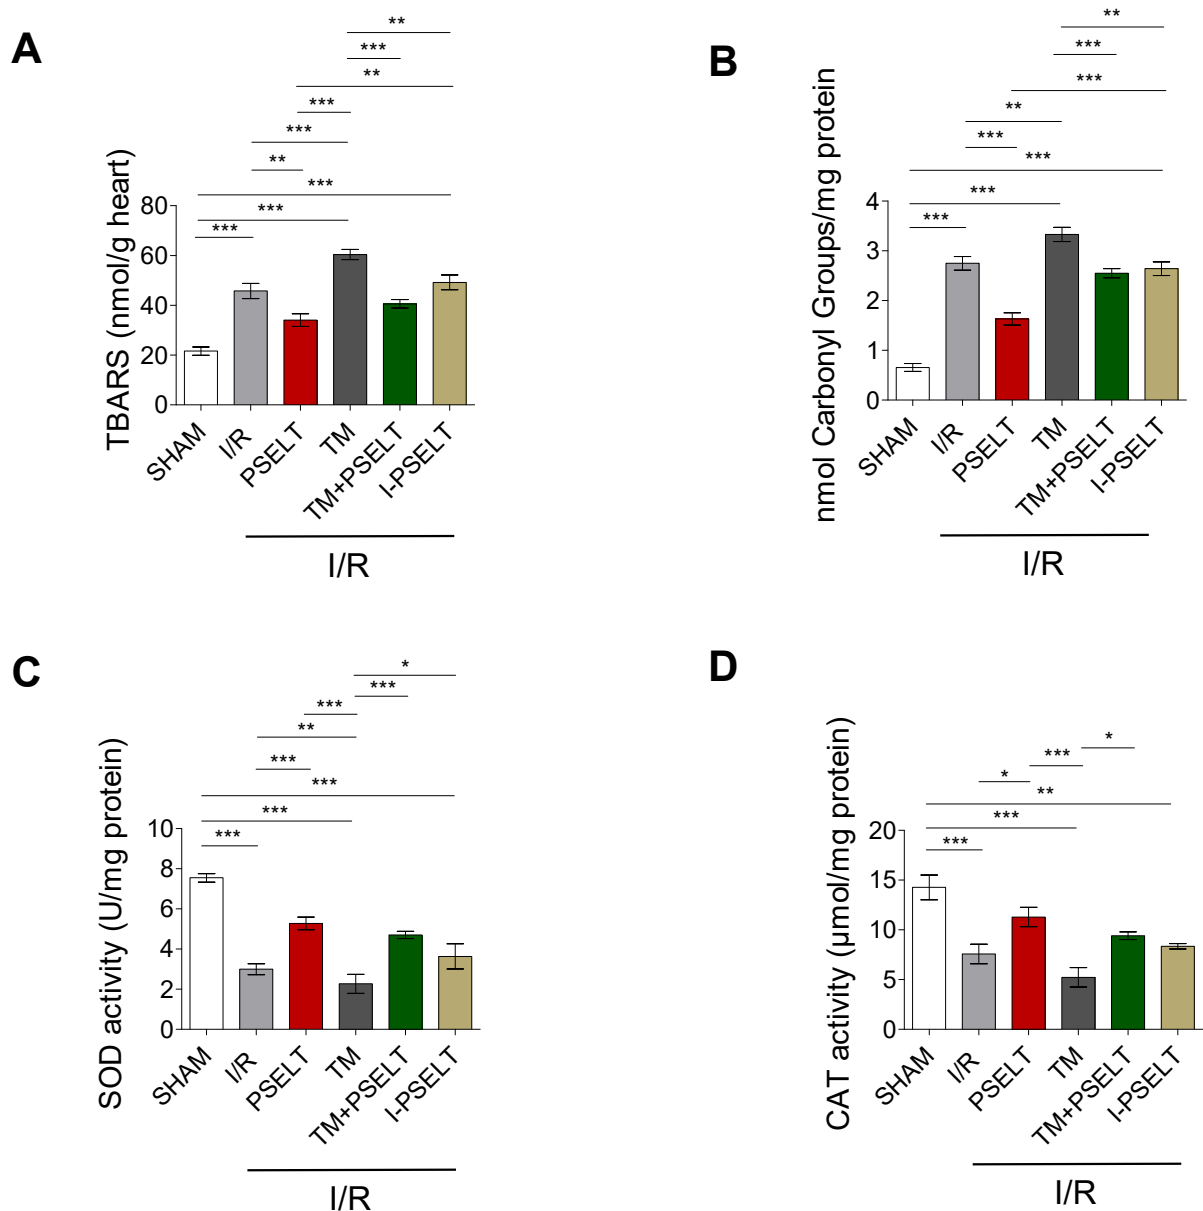 A
**
***
**
***
***
**
***
***
***
TBARS (nmol/g heart)
80
60
40
20
0
SHAM
I/R
PSELT
TM
TM+PSELT
I-PSELT
I/R
B
**
***
***
**
***
***
***
***
nmol Carbonyl Groups/mg protein
4
3
2
1
0
SHAM
I/R
PSELT
TM
TM+PSELT
I-PSELT
I/R
C
*
***
***
**
***
***
***
***
SOD activity (U/mg protein)
10
8
6
4
2
0
SHAM
I/R
PSELT
TM
TM+PSELT
I-PSELT
I/R
D
*
***
*
**
***
***
CAT activity (μmol/mg protein)
20
15
10
5
0
SHAM
I/R
PSELT
TM
TM+PSELT
I-PSELT
I/R